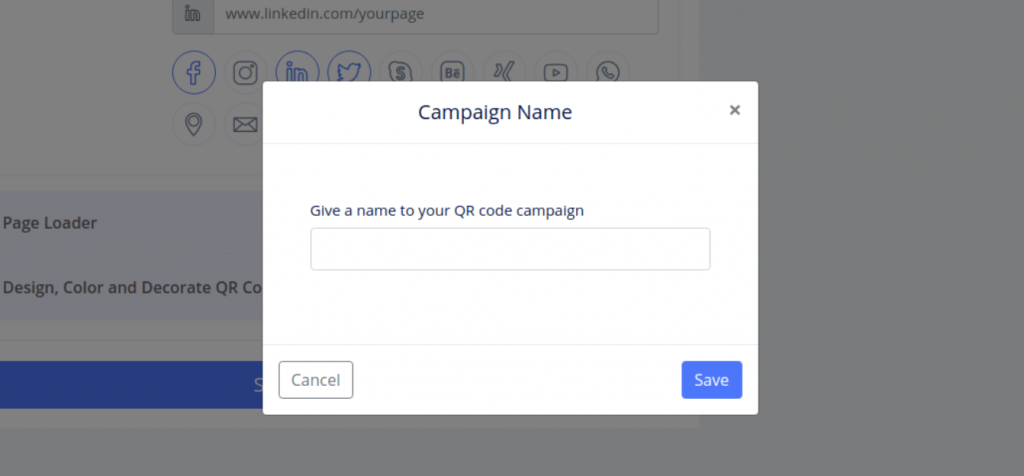 www.linkedin.com/yourpage
Campaign Name
×
Give a name to your QR code campaign
Page Loader
Design, Color and Decorate QR Co
Cancel
Save